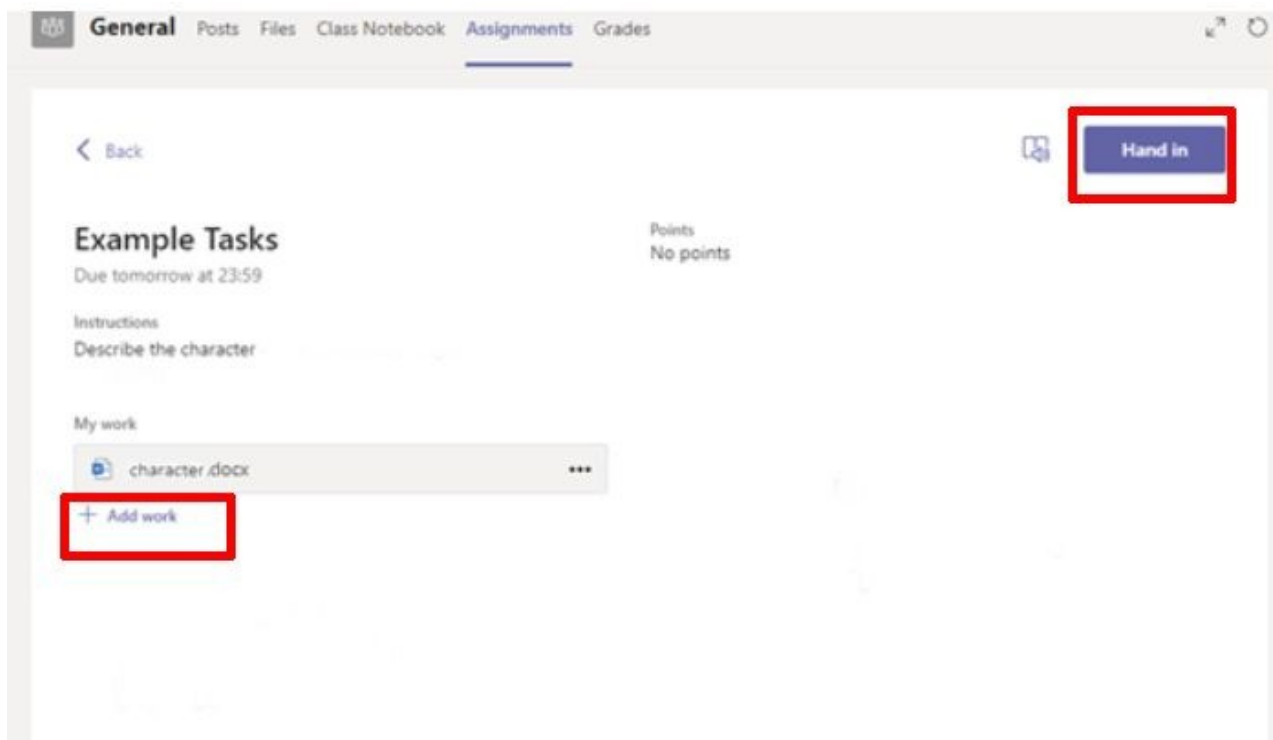 General Posts Files Class Notebook Assignments Grades
Back
Hand in
Example Tasks
Due tomorrow at 23:59
Points
No points
Instructions
Describe the character
My work
character.docx
+ Add work